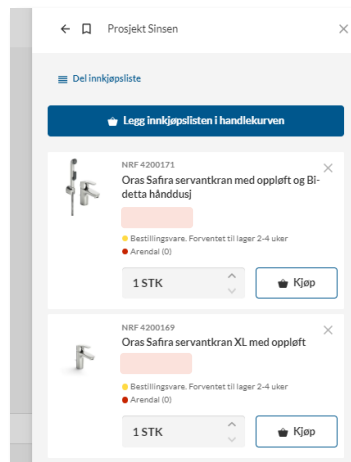 Prosjekt Sinsen
Del innkjøpsliste
Legg innkjøpslisten i handlekurven
NRF 4200171
Oras Safira servantkran med oppløft og Bi-
detta hånddusj
Bestillingsvare. Forventet til lager 2-4 uker
Arendal (0)
1 STK
Kjøp
NRF 4200169
Oras Safira servantkran XL med oppløft
Bestillingsvare. Forventet til lager 2-4 uker
Arendal (0)
1 STK
Kjøp